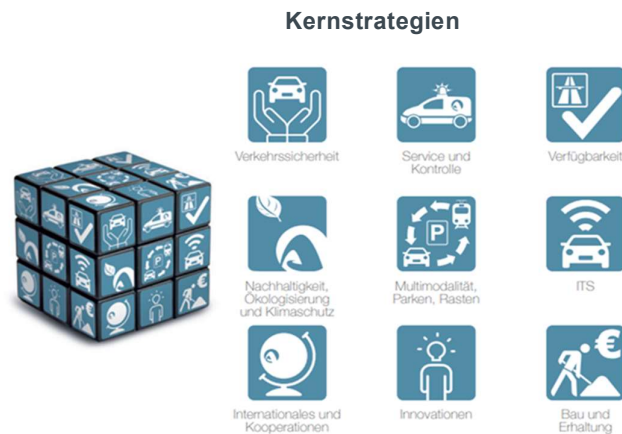 Kernstrategien
Verkehrssicherheit
Service und
Kontrolle
Verfügbarkeit
Nachhaltigkeit,
Ökologisierung
und Klimaschutz
P
Multimodalität,
Parken, Rasten
ITS
Internationales und
Kooperationen
Innovationen
€
Bau und
Erhaltung